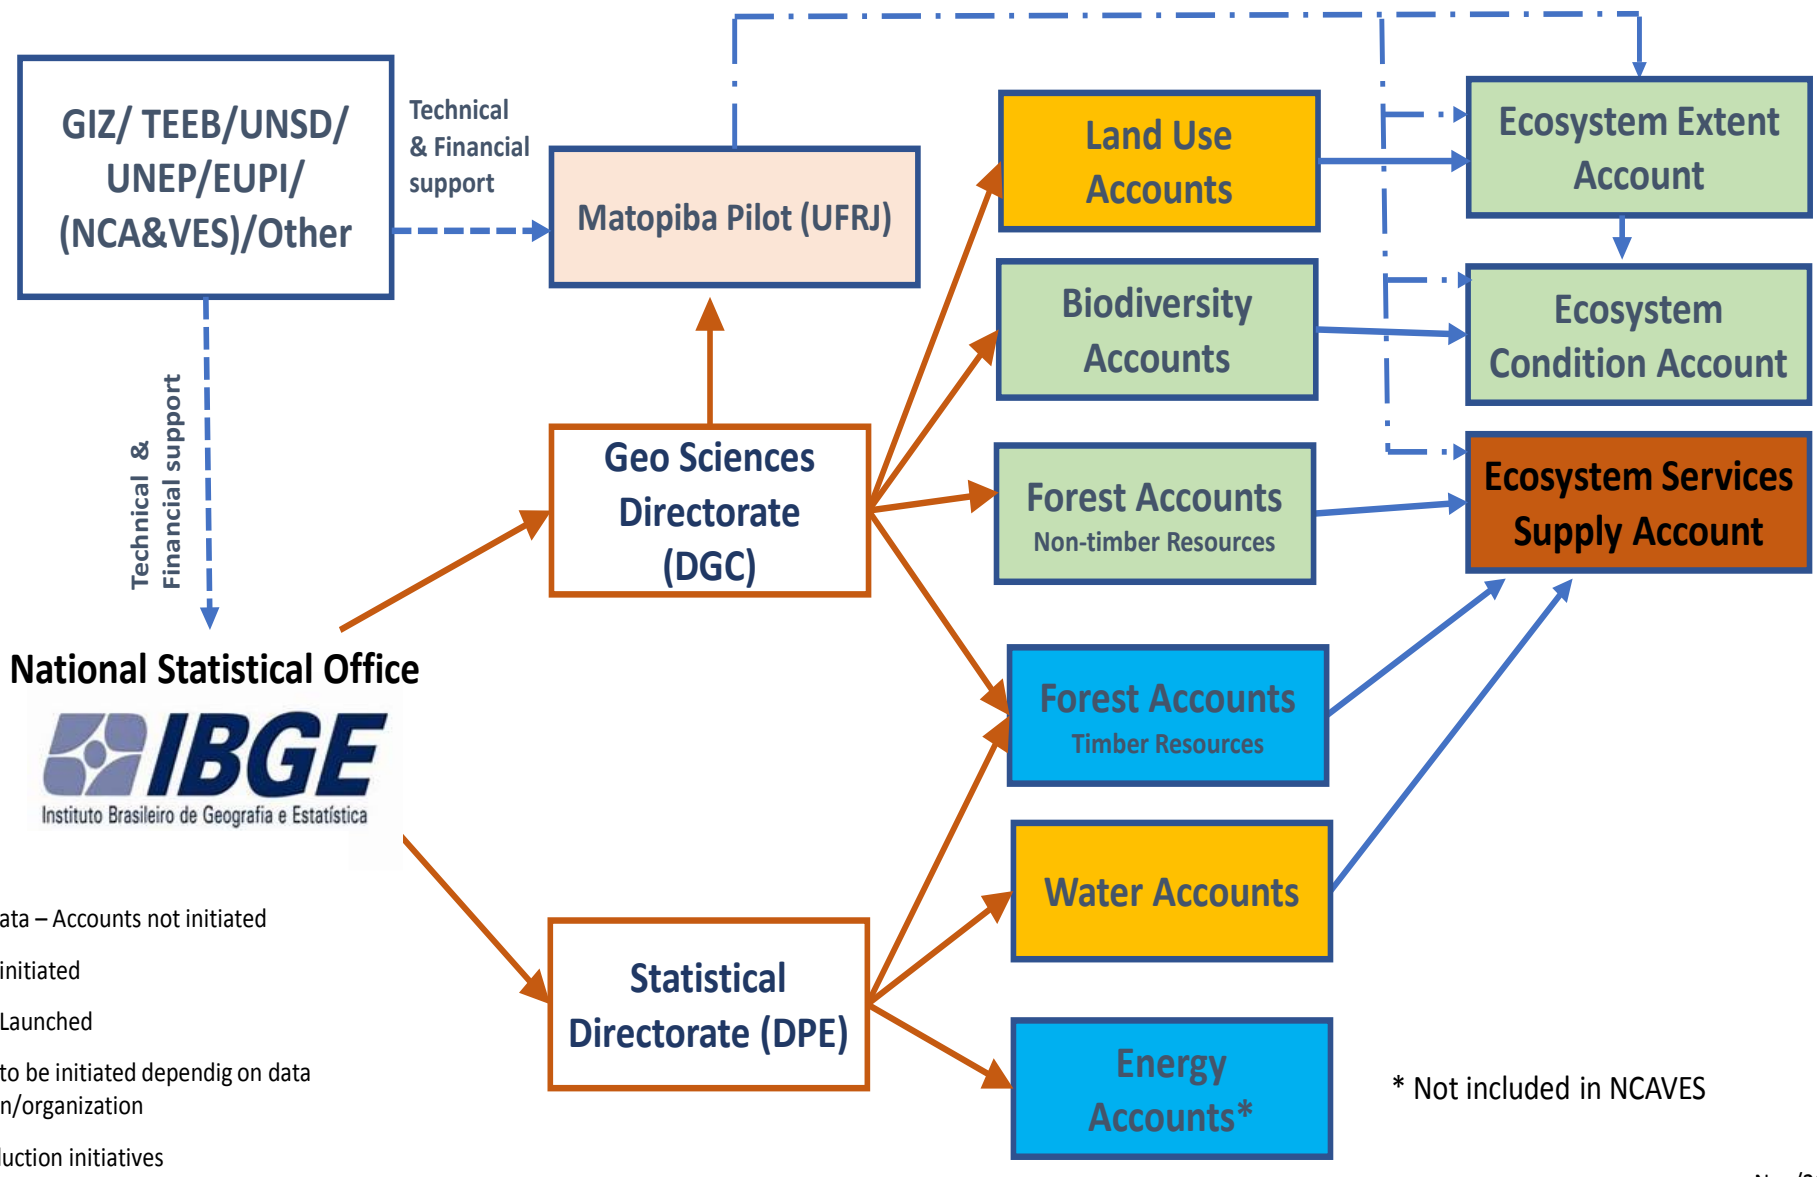 GIZ/ TEEB/UNSD/
UNEP/EUPI/
(NCA&VES)/Other
Technical
& Financial
support
Matopiba Pilot (UFRJ)
Land Use
Accounts
Ecosystem Extent
Account
Biodiversity
Accounts
Ecosystem
Condition Account
Technical &
Financial support
Geo Sciences
Directorate
(DGC)
Forest Accounts
Non-timber Resources
Ecosystem Services
Supply Account
National Statistical Office
IBGE
Instituto Brasileiro de Geografia e Estatística
Forest Accounts
Timber Resources
Water Accounts
Statistical
Directorate (DPE)
Energy
Accounts*
* Not included in NCAVES
– Accounts not initiated
initiated
Launched
to be initiated dependig on data
initiatives